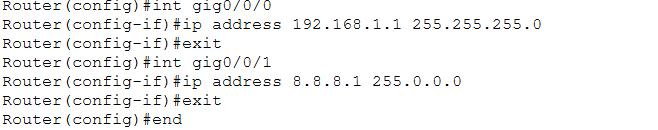 Router(config)#int gig0/0/0
Router(config-if)#ip address 192.168.1.1 255.255.255.0
Router(config-if)#exit
Router(config)#int gig0/0/1
Router(config-if)#ip address 8.8.8.1 255.0.0.0
Router(config-if)#exit
Router(config)#end